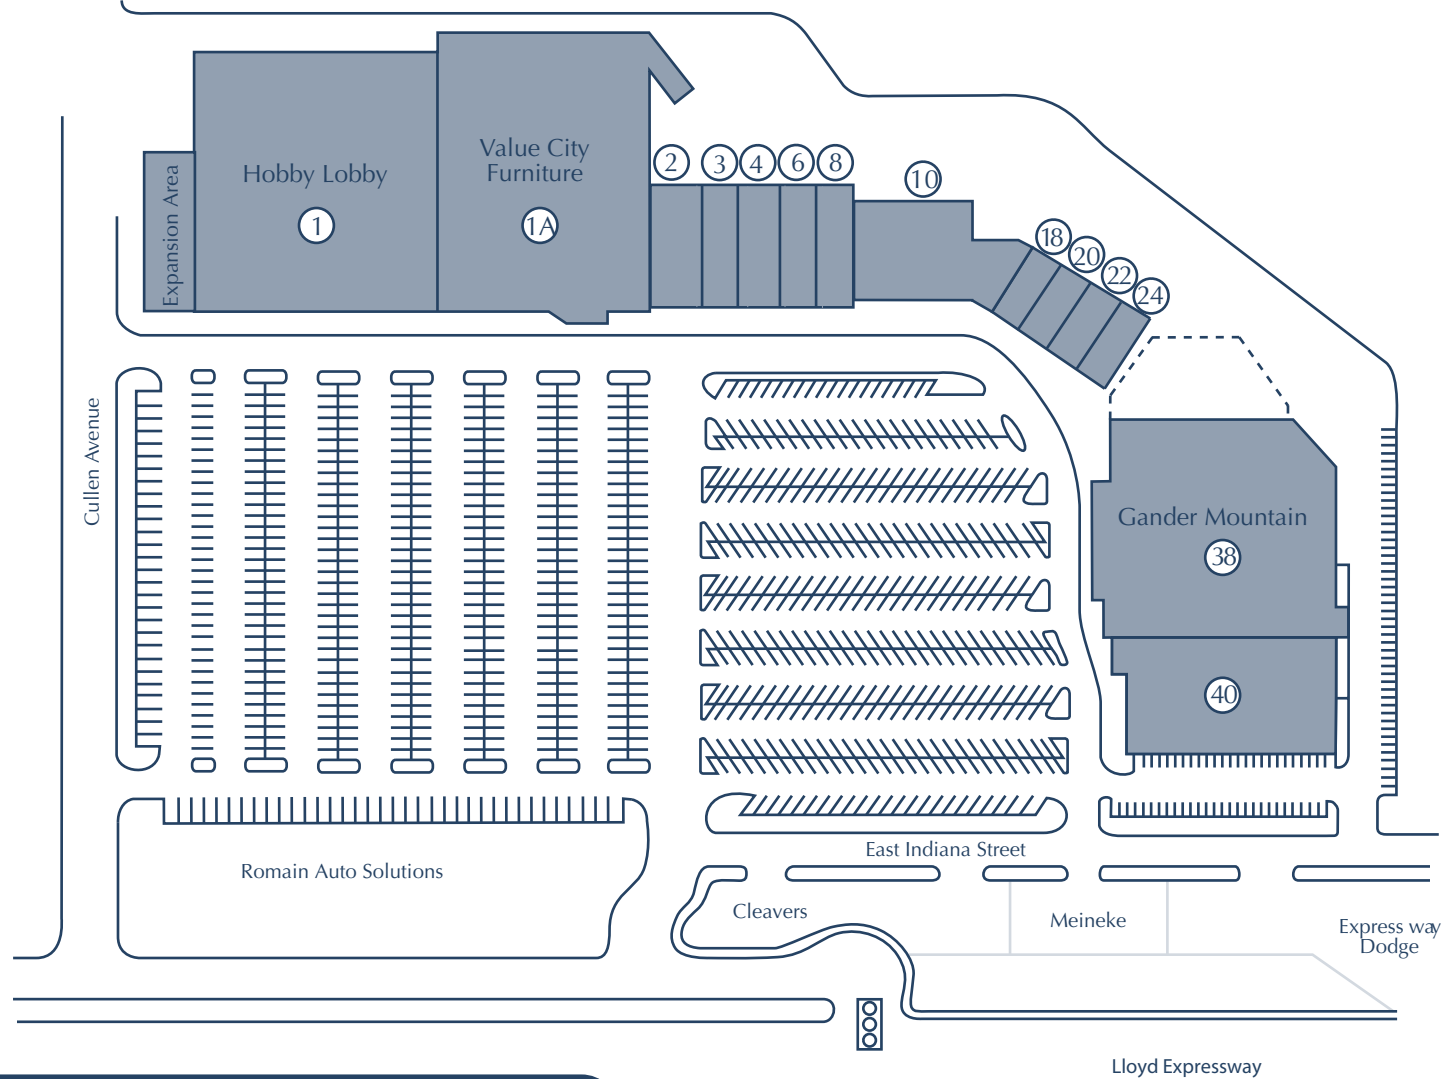 Value City
Furniture
Hobby Lobby
Expansion Area
1
1A
2
3
4
6
8
10
18
20
22
24
Cullen Avenue
Gander Mountain
38
40
East Indiana Street
Romain Auto Solutions
Cleavers
Meineke
Express way
Dodge
Lloyd Expressway